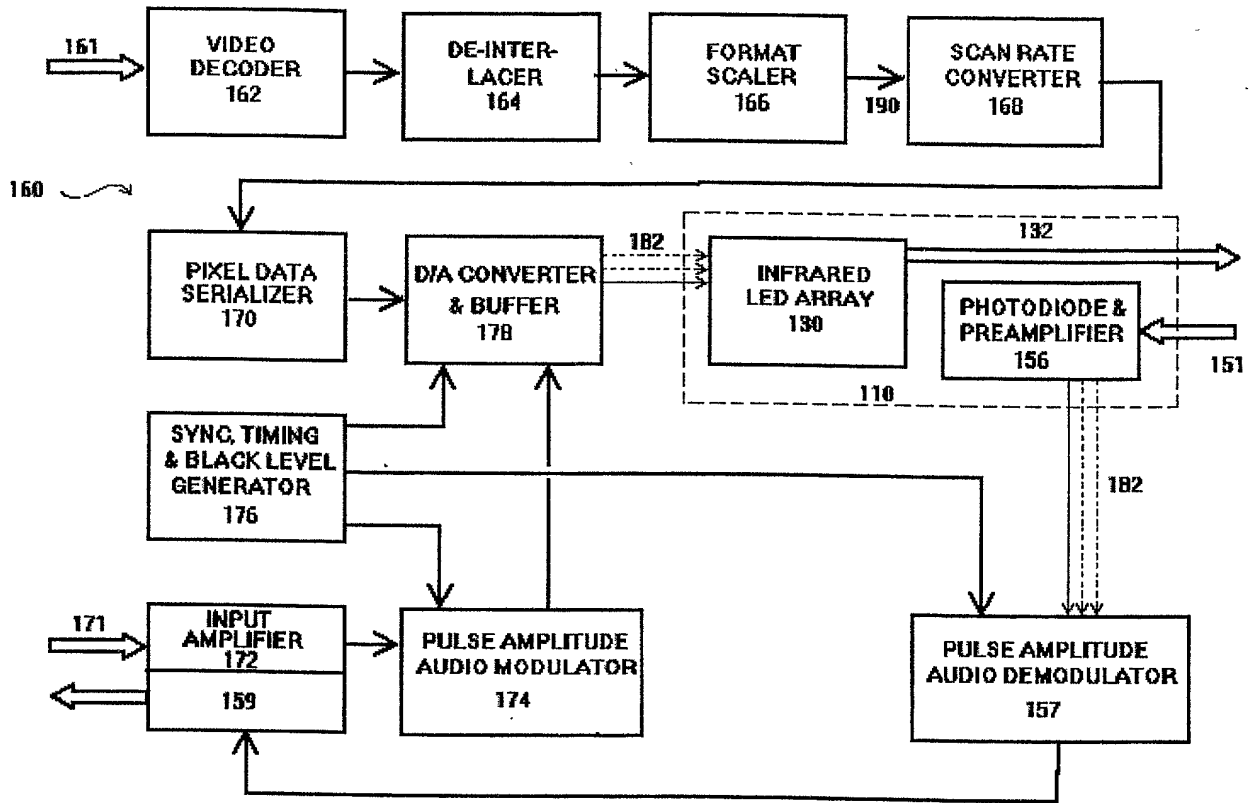 161
VIDEO
DECODER
162
DE-INTER-
LACER
164
FORMAT
SCALER
166
190
SCAN RATE
CONVERTER
168
160
PIXEL DATA
SERIALIZER
170
D/A CONVERTER
& BUFFER
178
182
INFRARED
LED ARRAY
130
132
PHOTODIODE &
PREAMPLIFIER
156
151
110
SYNC, TIMING
& BLACK LEVEL
GENERATOR
176
182
171
INPUT
AMPLIFIER
172
159
PULSE AMPLITUDE
AUDIO MODULATOR
174
PULSE AMPLITUDE
AUDIO DEMODULATOR
157